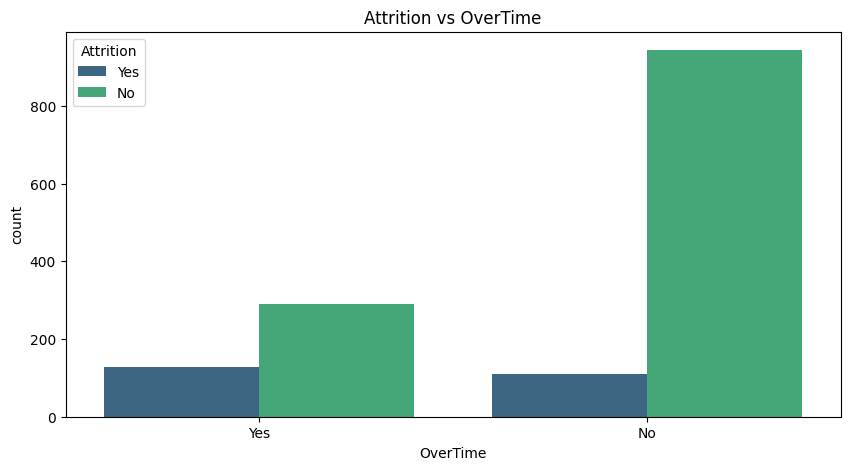 Attrition vs OverTime
Attrition
Yes
No
800
600
400
200
0
count
Yes
No
OverTime